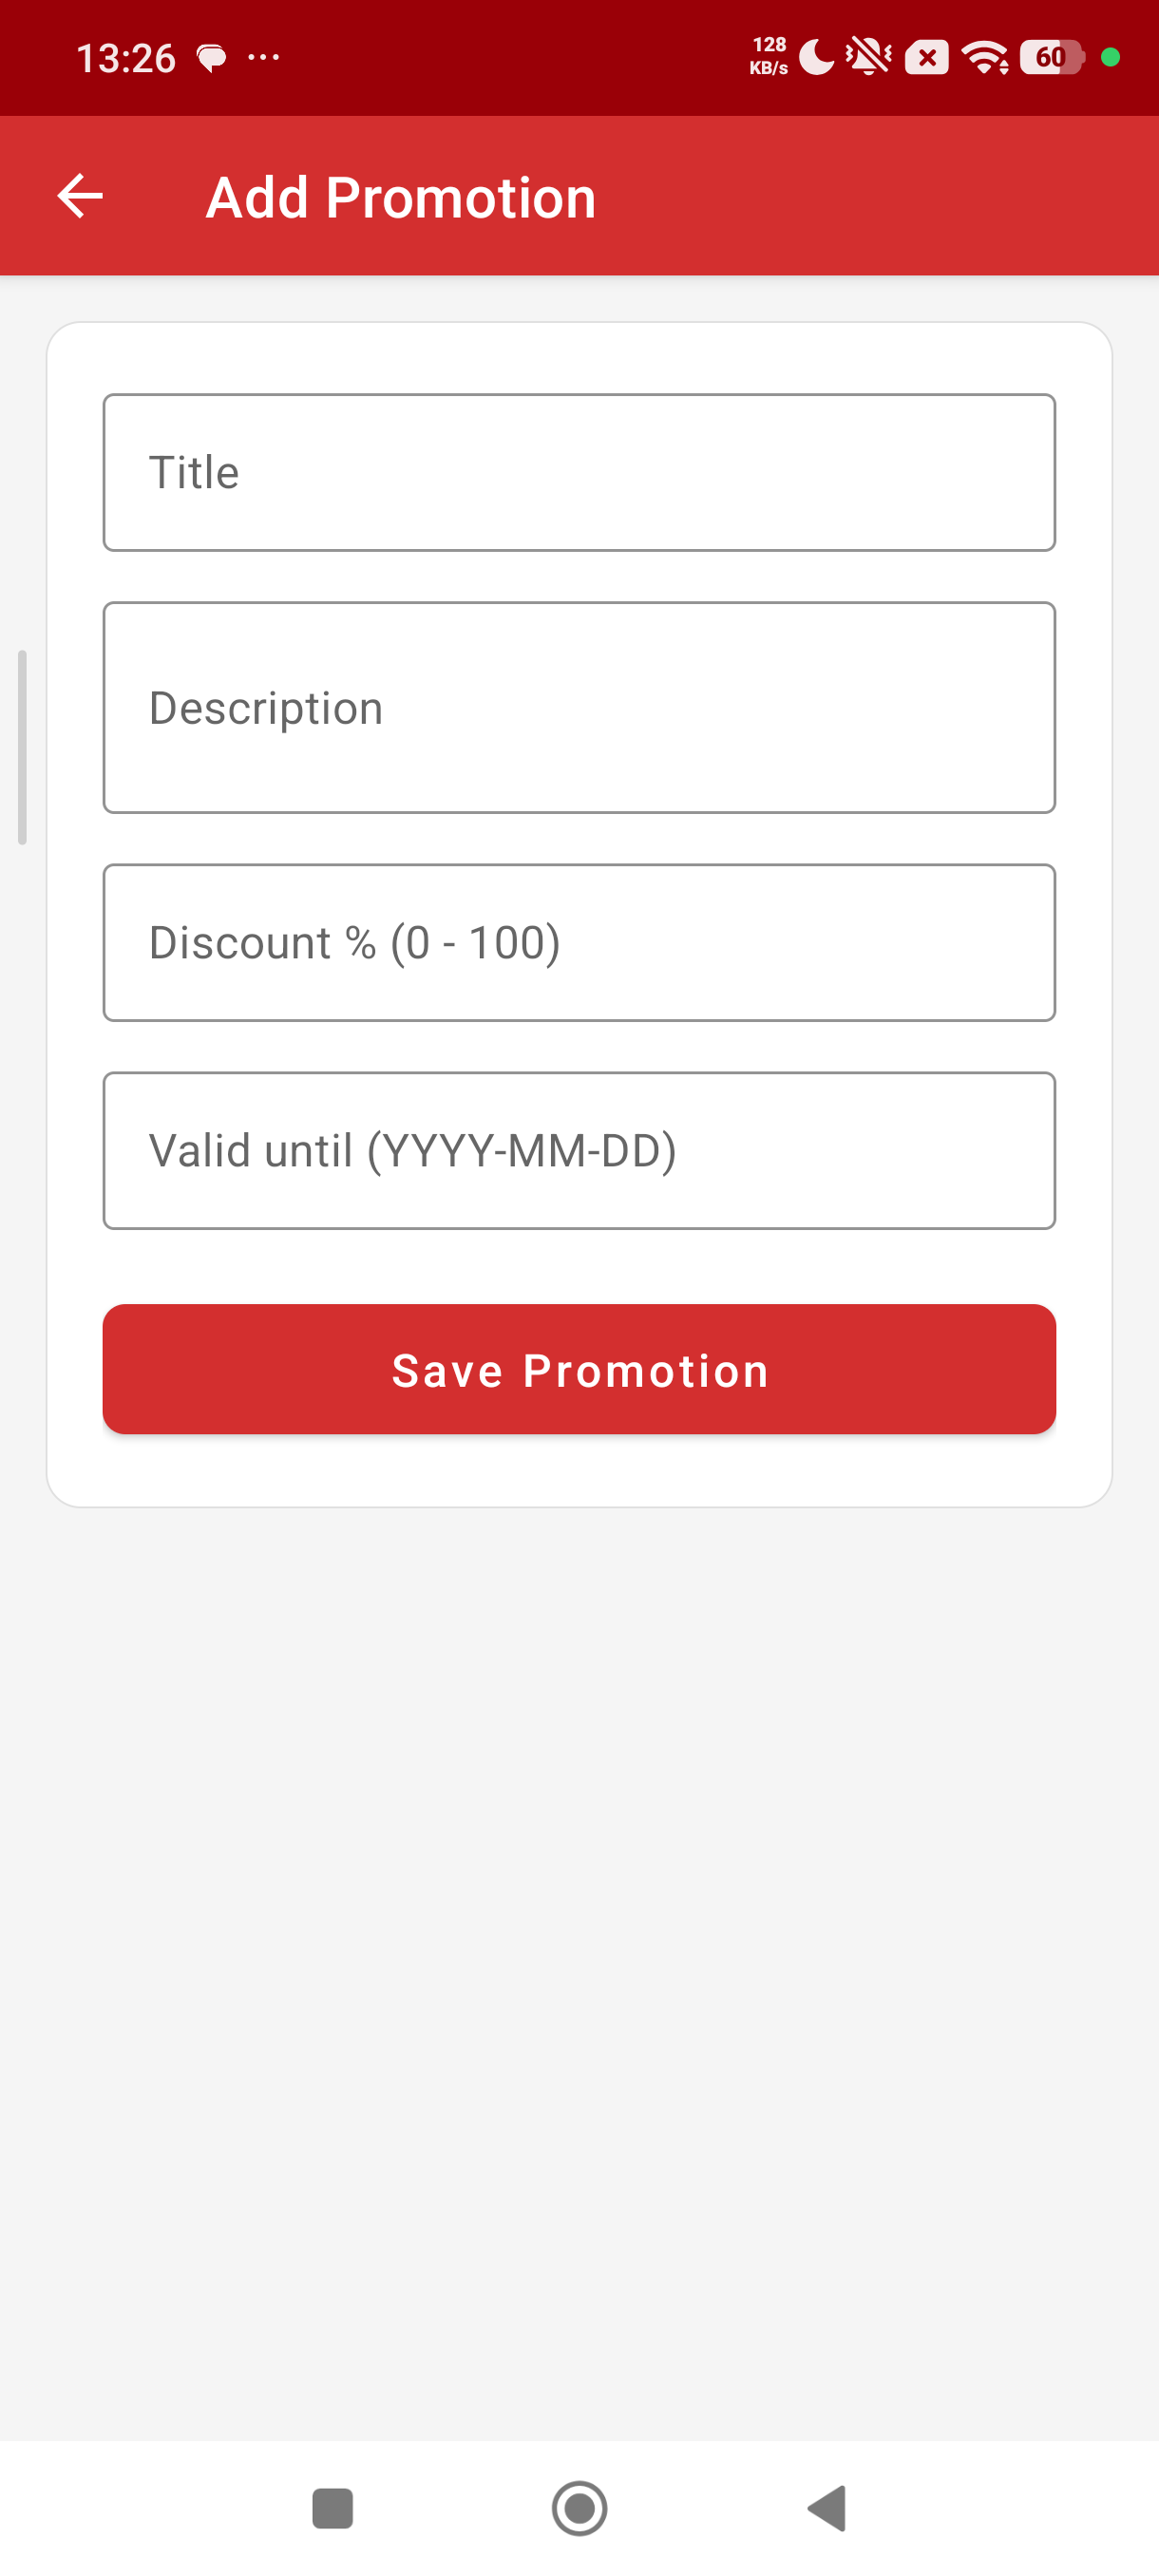 13:26 ...
128
KB/s
60
Add Promotion
Title
Description
Discount % (0 - 100)
Valid until (YYYY-MM-DD)
Save Promotion